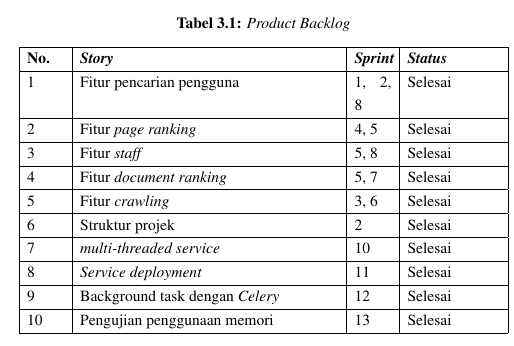 Tabel 3.1: Product Backlog
No. Story Sprint Status
1 Fitur pencarian pengguna 1, 2, Selesai
8
2 Fitur page ranking 4, 5 Selesai
3 Fitur staff 5, 8 Selesai
4 Fitur document ranking 5, 7 Selesai
5 Fitur crawling 3, 6 Selesai
6 Struktur projek 2 Selesai
7 multi-threaded service 10 Selesai
8 Service deployment 11 Selesai
9 Background task dengan Celery 12 Selesai
10 Pengujian penggunaan memori 13 Selesai